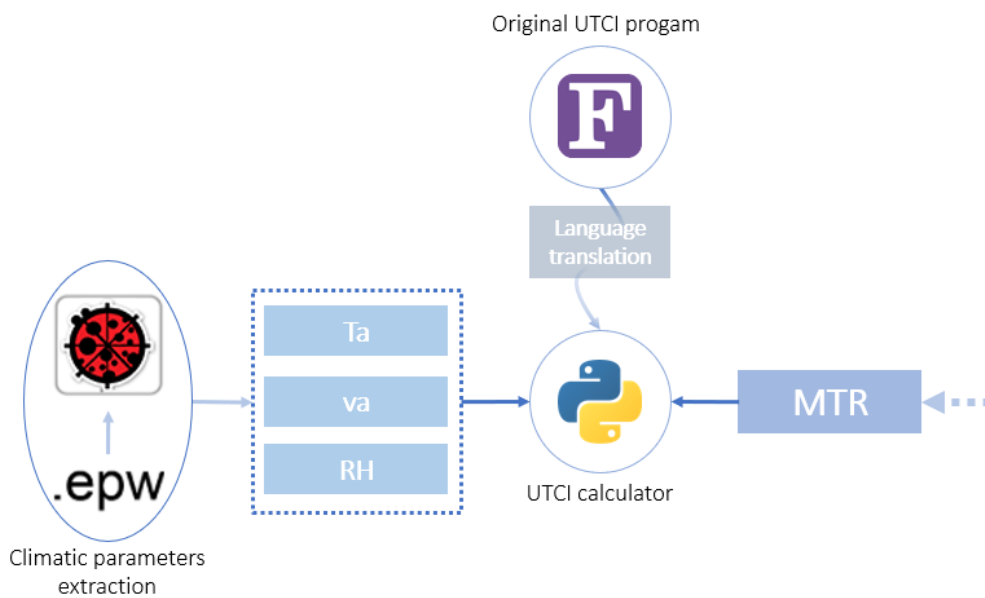 Original UTCI progam
F
Language
translation
Ta
va
RH
MTR
.epw
UTCI calculator
Climatic parameters
extraction